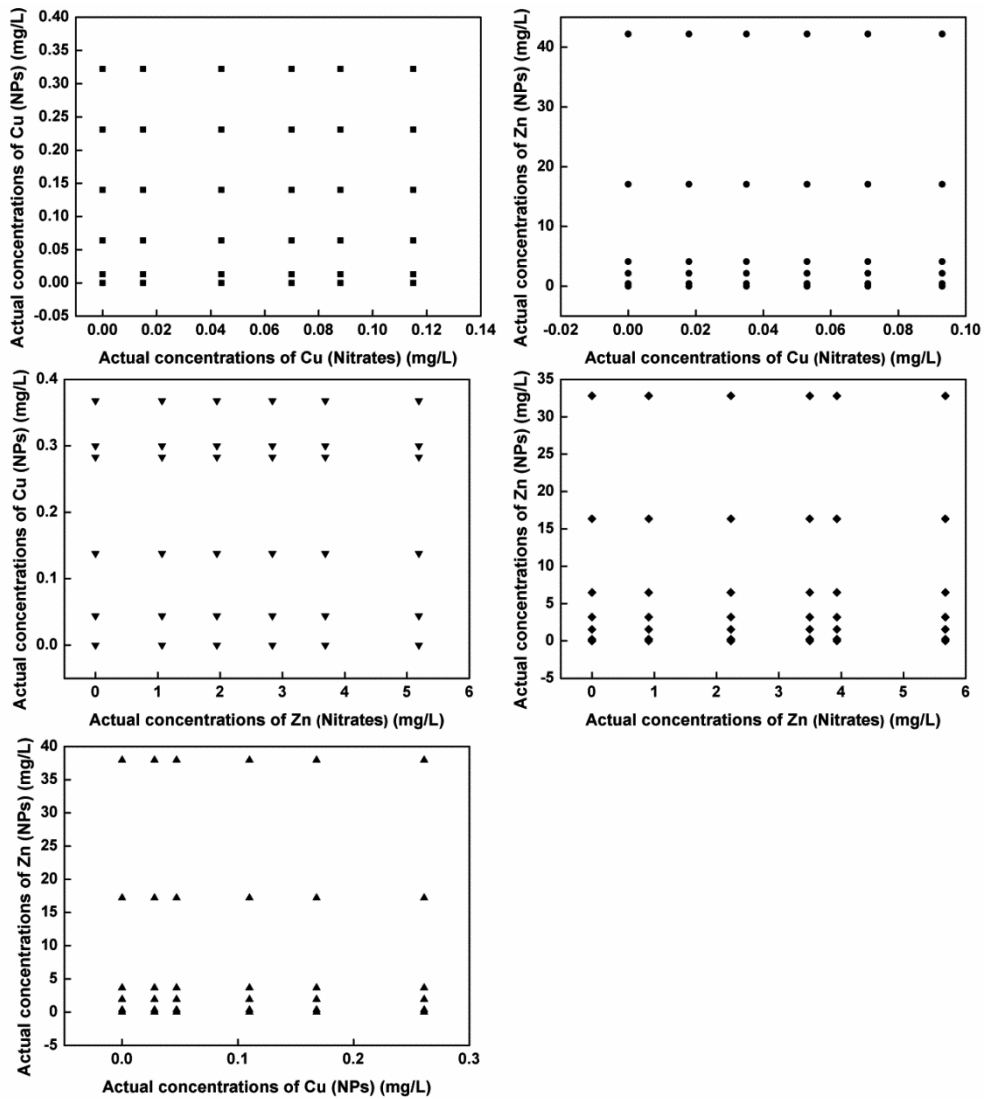 Actual concentrations of Cu (NPs) (mg/L)
0.40
0.35
0.30
0.25
0.20
0.15
0.10
0.05
0.00
-0.05
0.00 0.02 0.04 0.06 0.08 0.10 0.12 0.14
Actual concentrations of Cu (Nitrates) (mg/L)
Actual concentrations of Zn (NPs) (mg/L)
40
30
20
10
0
-0.02 0.00 0.02 0.04 0.06 0.08 0.10
Actual concentrations of Cu (Nitrates) (mg/L)
Actual concentrations of Cu (NPs) (mg/L)
0.4
0.3
0.2
0.1
0.0
0 1 2 3 4 5 6
Actual concentrations of Zn (Nitrates) (mg/L)
Actual concentrations of Zn (NPs) (mg/L)
35
30
25
20
15
10
5
0
-5
0 1 2 3 4 5 6
Actual concentrations of Zn (Nitrates) (mg/L)
Actual concentrations of Zn (NPs) (mg/L)
40
35
30
25
20
15
10
5
0
-5
0.0 0.1 0.2 0.3
Actual concentrations of Cu (NPs) (mg/L)